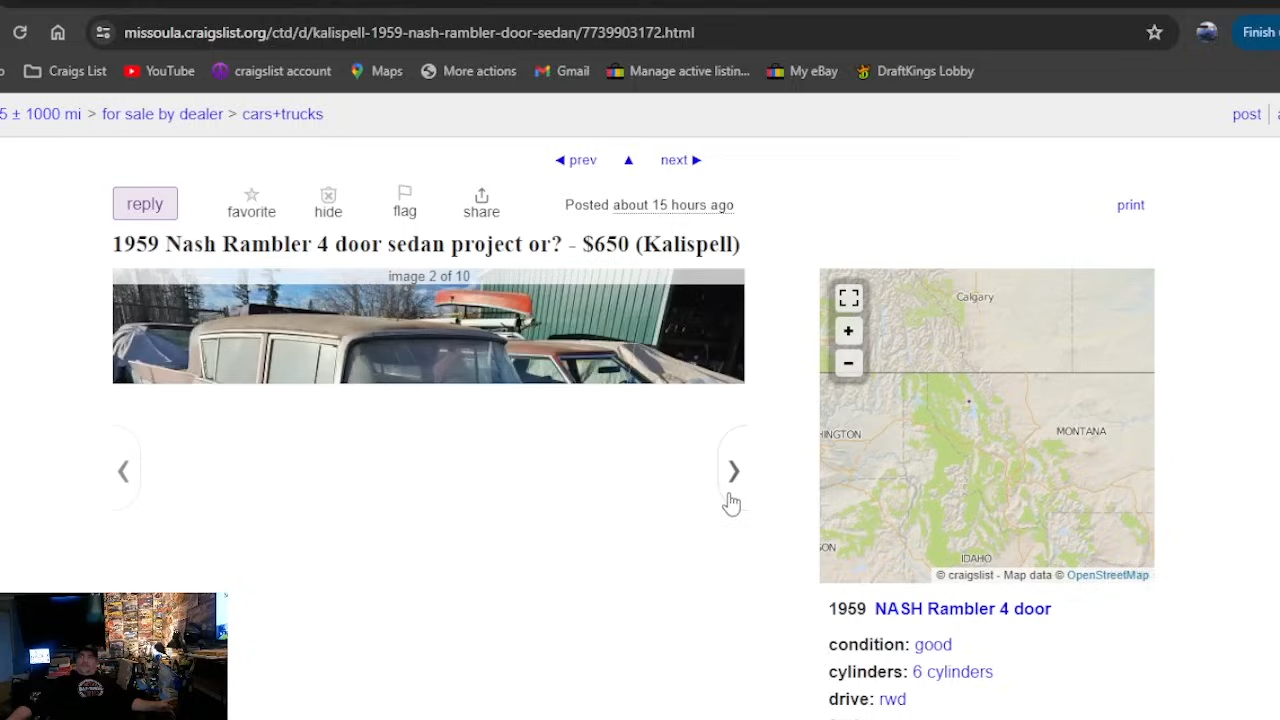 missoula.craigslist.org/ctd/d/kalispell-1959-nash-rambler-door-sedan/7739903172.html
Finish
Craigs List
YouTube
craigslist account
Maps
More actions
Gmail
Manage active listin...
My eBay
DraftKings Lobby
5 ± 1000 mi > for sale by dealer > cars+trucks
post
◀ prev ▲ next ▶
reply
favorite
hide
flag
share
Posted about 15 hours ago
print
1959 Nash Rambler 4 door sedan project or? - $650 (Kalispell)
image 2 of 10
Calgary
+
−
HINGTON
MONTANA
SON
IDAHO
© craigslist - Map data © OpenStreetMap
1959 NASH Rambler 4 door
condition: good
cylinders: 6 cylinders
drive: rwd